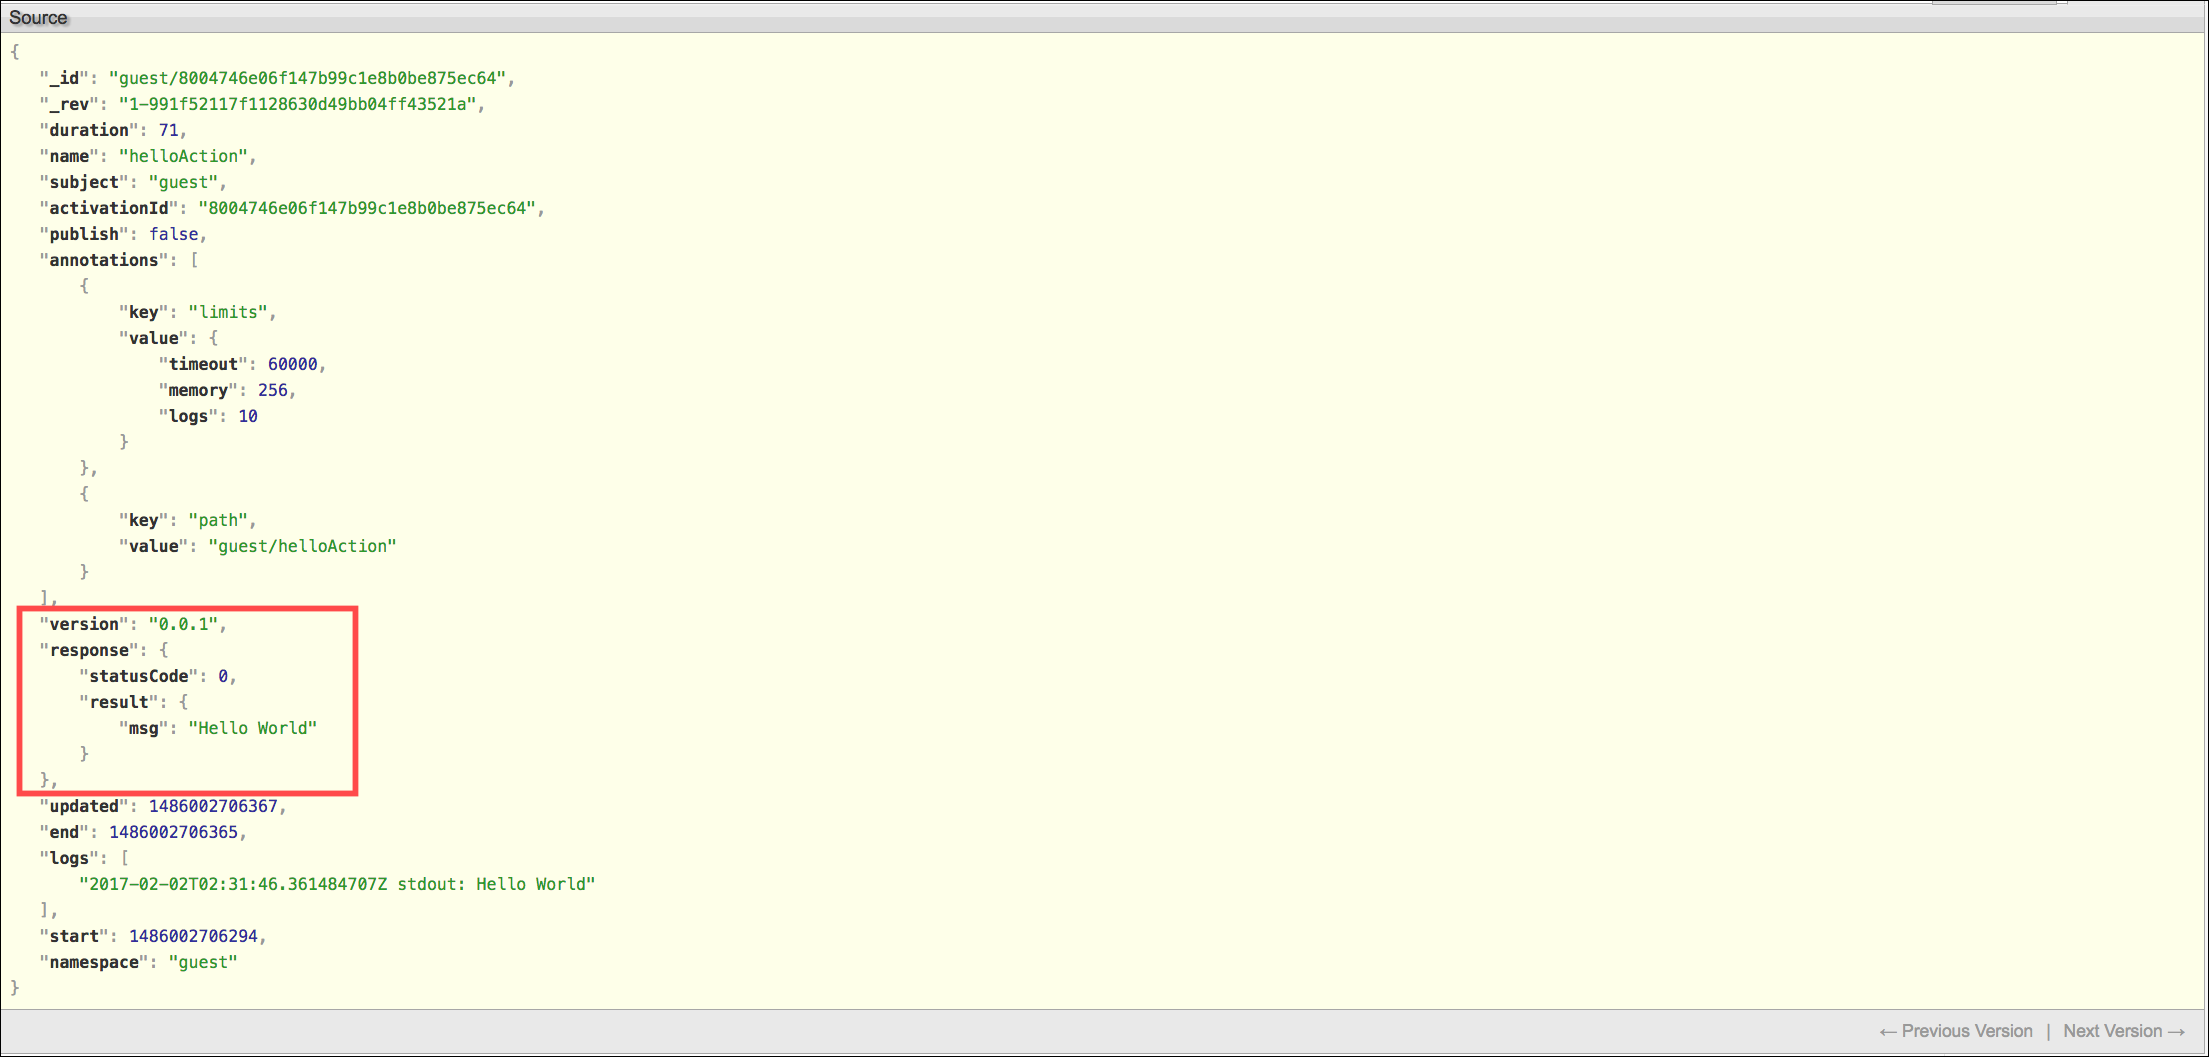 Source
{
"_id": "guest/8004746e06f147b99c1e8b0be875ec64",
"_rev": "1-991f52117f1128630d49bb04ff43521a",
"duration": 71,
"name": "helloAction",
"subject": "guest",
"activationId": "8004746e06f147b99c1e8b0be875ec64",
"publish": false,
"annotations": [
{
"key": "limits",
"value": {
"timeout": 60000,
"memory": 256,
"logs": 10
}
},
{
"key": "path",
"value": "guest/helloAction"
}
],
"version": "0.0.1",
"response": {
"statusCode": 0,
"result": {
"msg": "Hello World"
}
},
"updated": 1486002706367,
"end": 1486002706365,
"logs": [
"2017-02-02T02:31:46.361484707Z stdout: Hello World"
],
"start": 1486002706294,
"namespace": "guest"
}
← Previous Version | Next Version →